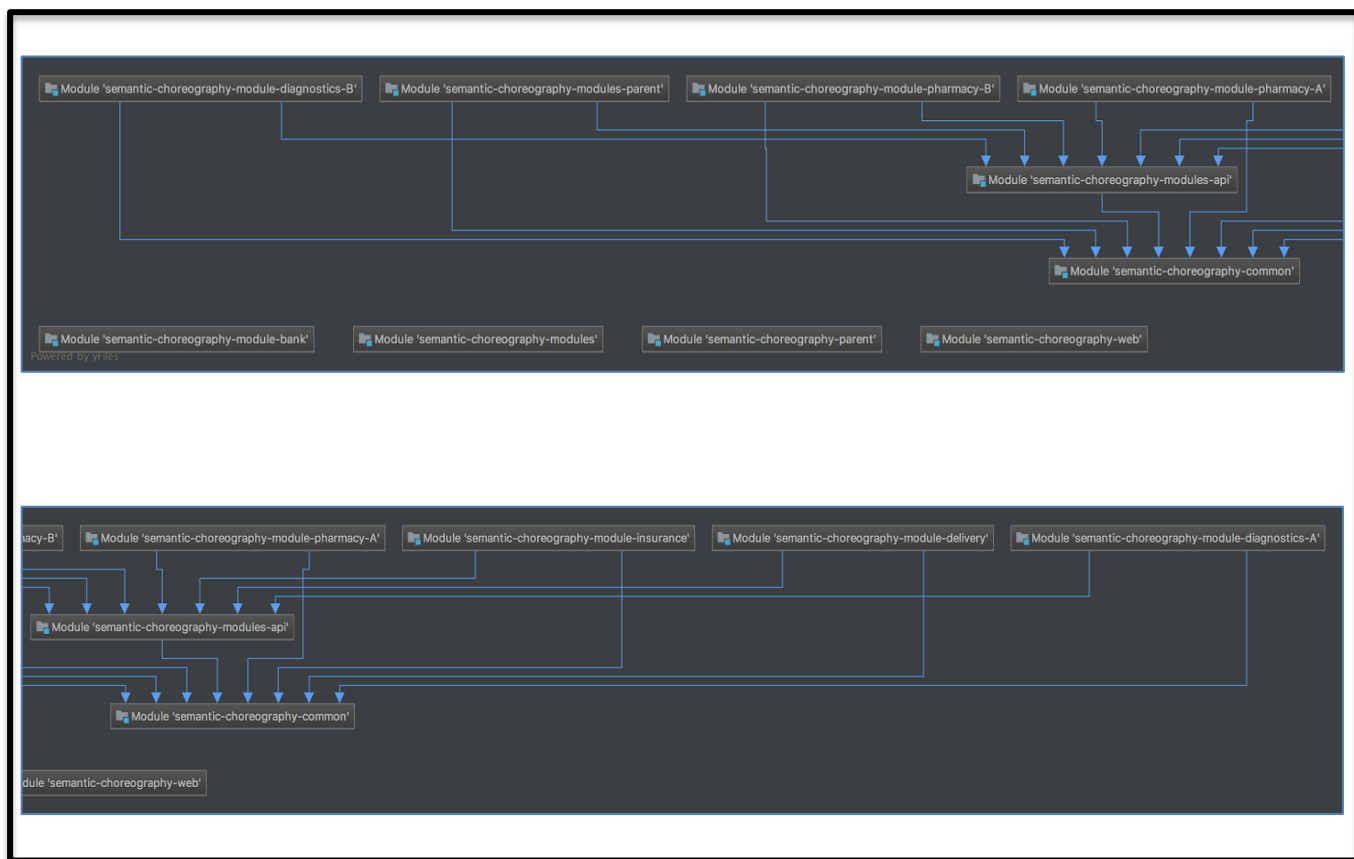 Module 'semantic-choreography-module-diagnostics-B'
Module 'semantic-choreography-modules-parent'
Module 'semantic-choreography-module-pharmacy-B'
Module 'semantic-choreography-module-pharmacy-A'
Module 'semantic-choreography-modules-api'
Module 'semantic-choreography-common'
Module 'semantic-choreography-module-bank'
Module 'semantic-choreography-modules'
Module 'semantic-choreography-parent'
Module 'semantic-choreography-web'
Powered by yFiles
acy-B'
Module 'semantic-choreography-module-pharmacy-A'
Module 'semantic-choreography-module-insurance'
Module 'semantic-choreography-module-delivery'
Module 'semantic-choreography-module-diagnostics-A'
Module 'semantic-choreography-modules-api'
Module 'semantic-choreography-common'
dule 'semantic-choreography-web'